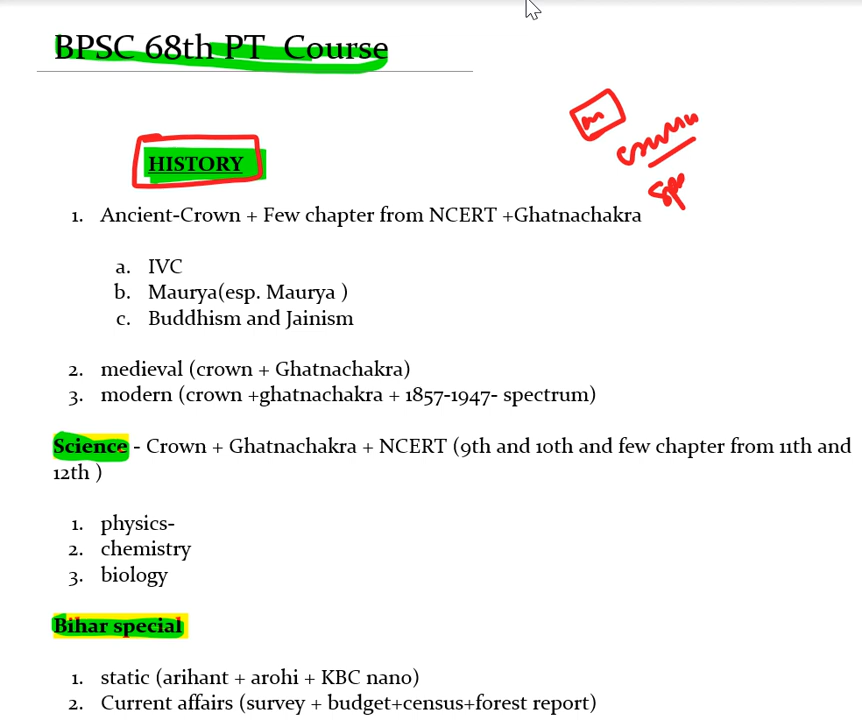 BPSC 68th PT Course
HISTORY
1. Ancient-Crown + Few chapter from NCERT +Ghatnachakra
a. IVC
b. Maurya(esp. Maurya )
c. Buddhism and Jainism
2. medieval (crown + Ghatnachakra)
3. modern (crown +ghatnachakra + 1857-1947- spectrum)
Science - Crown + Ghatnachakra + NCERT (9th and 10th and few chapter from 11th and
12th )
1. physics-
2. chemistry
3. biology
Bihar special
1. static (arihant + arohi + KBC nano)
2. Current affairs (survey + budget+census+forest report)